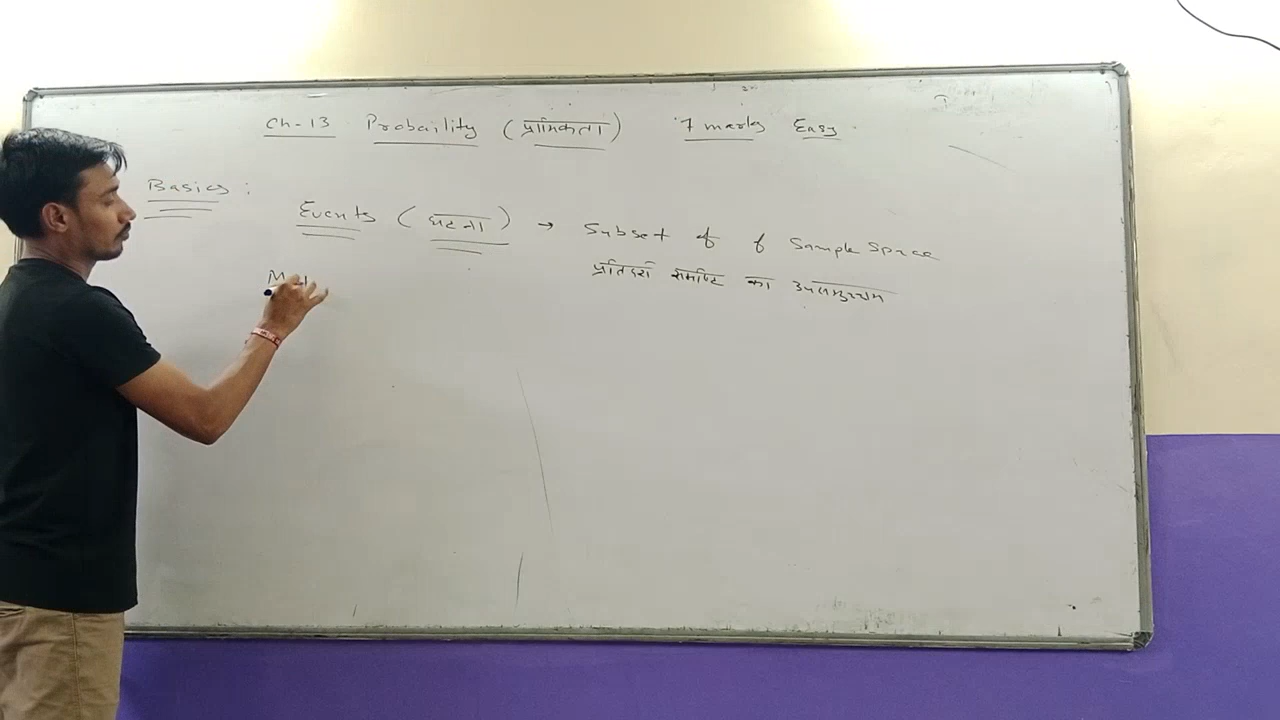 Ch-13 Probaility (प्रायिकता) 7 marks Easy
Basics :
Events (घटना) → Subset of of Sample Space
प्रतिदर्श समष्टि का उपसमुच्चय